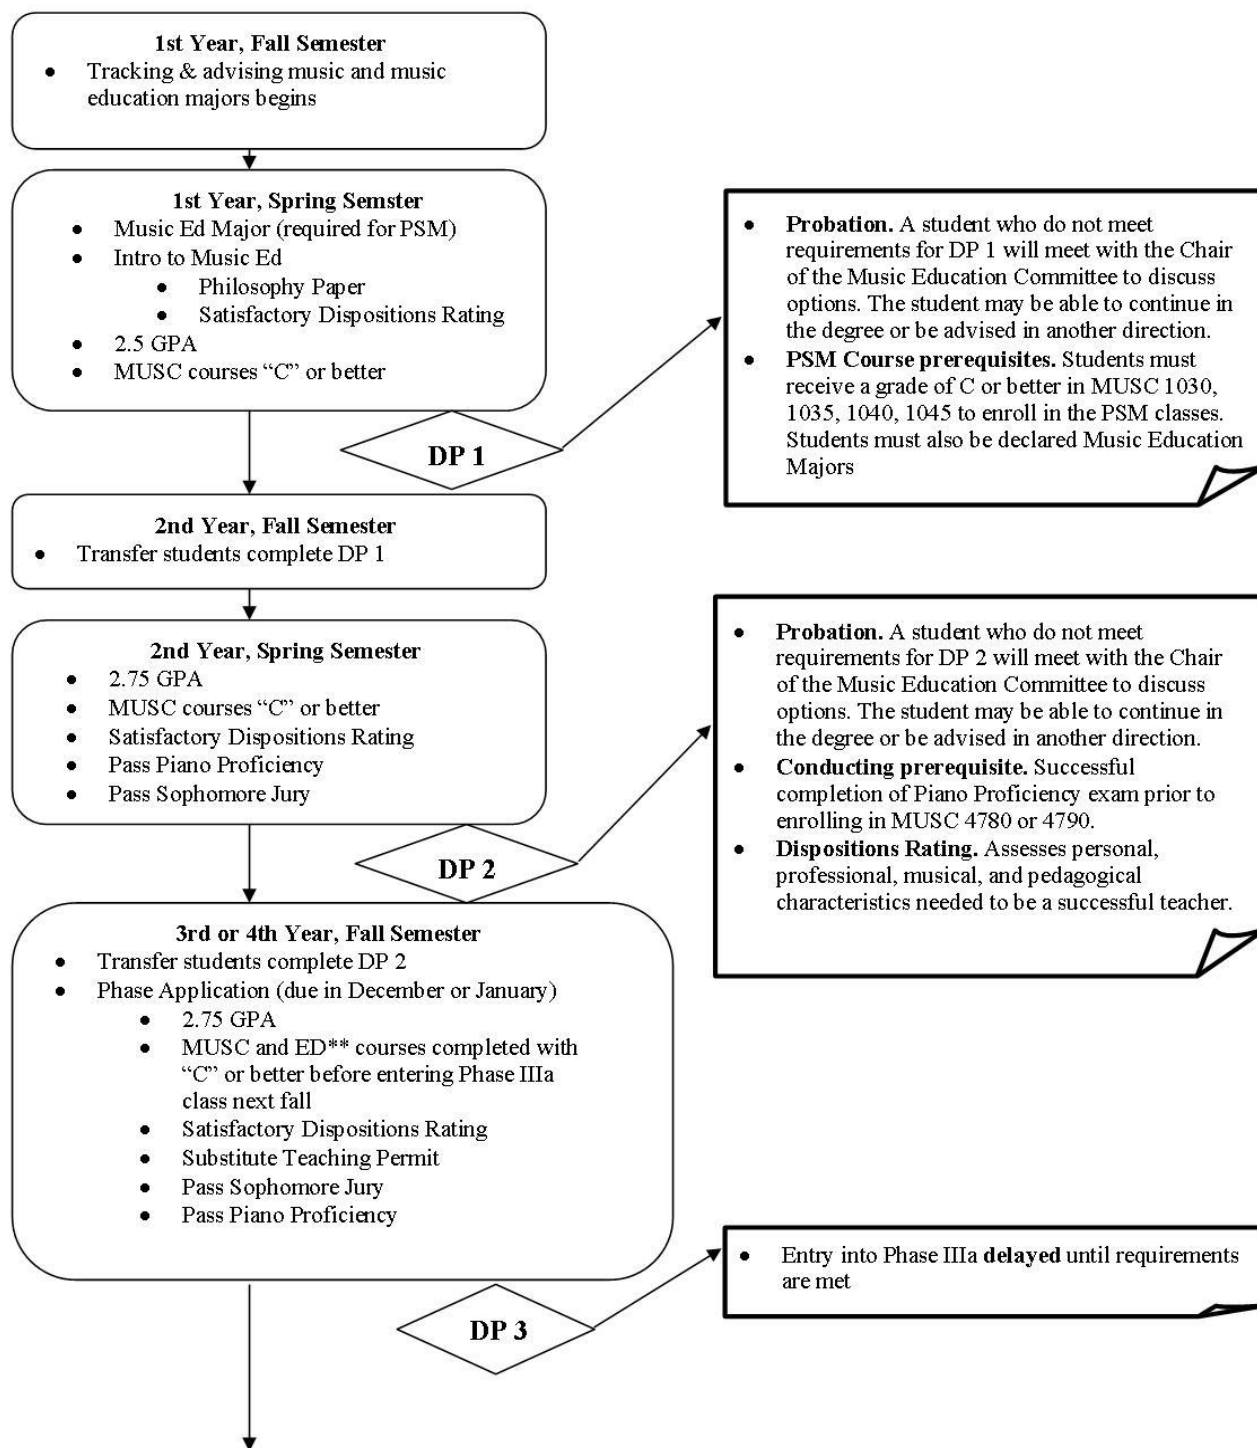 1st Year, Fall Semester
• Tracking & advising music and music
education majors begins
1st Year, Spring Semster
• Music Ed Major (required for PSM)
• Intro to Music Ed
• Philosophy Paper
• Satisfactory Dispositions Rating
• 2.5 GPA
• MUSC courses “C” or better
DP 1
• Probation. A student who do not meet
requirements for DP 1 will meet with the Chair
of the Music Education Committee to discuss
options. The student may be able to continue in
the degree or be advised in another direction.
• PSM Course prerequisites. Students must
receive a grade of C or better in MUSC 1030,
1035, 1040, 1045 to enroll in the PSM classes.
Students must also be declared Music Education
Majors
2nd Year, Fall Semester
• Transfer students complete DP 1
2nd Year, Spring Semester
• 2.75 GPA
• MUSC courses “C” or better
• Satisfactory Dispositions Rating
• Pass Piano Proficiency
• Pass Sophomore Jury
DP 2
• Probation. A student who do not meet
requirements for DP 2 will meet with the Chair
of the Music Education Committee to discuss
options. The student may be able to continue in
the degree or be advised in another direction.
• Conducting prerequisite. Successful
completion of Piano Proficiency exam prior to
enrolling in MUSC 4780 or 4790.
• Dispositions Rating. Assesses personal,
professional, musical, and pedagogical
characteristics needed to be a successful teacher.
3rd or 4th Year, Fall Semester
• Transfer students complete DP 2
• Phase Application (due in December or January)
• 2.75 GPA
• MUSC and ED** courses completed with
“C” or better before entering Phase IIIa
class next fall
• Satisfactory Dispositions Rating
• Substitute Teaching Permit
• Pass Sophomore Jury
• Pass Piano Proficiency
DP 3
• Entry into Phase IIIa delayed until requirements
are met